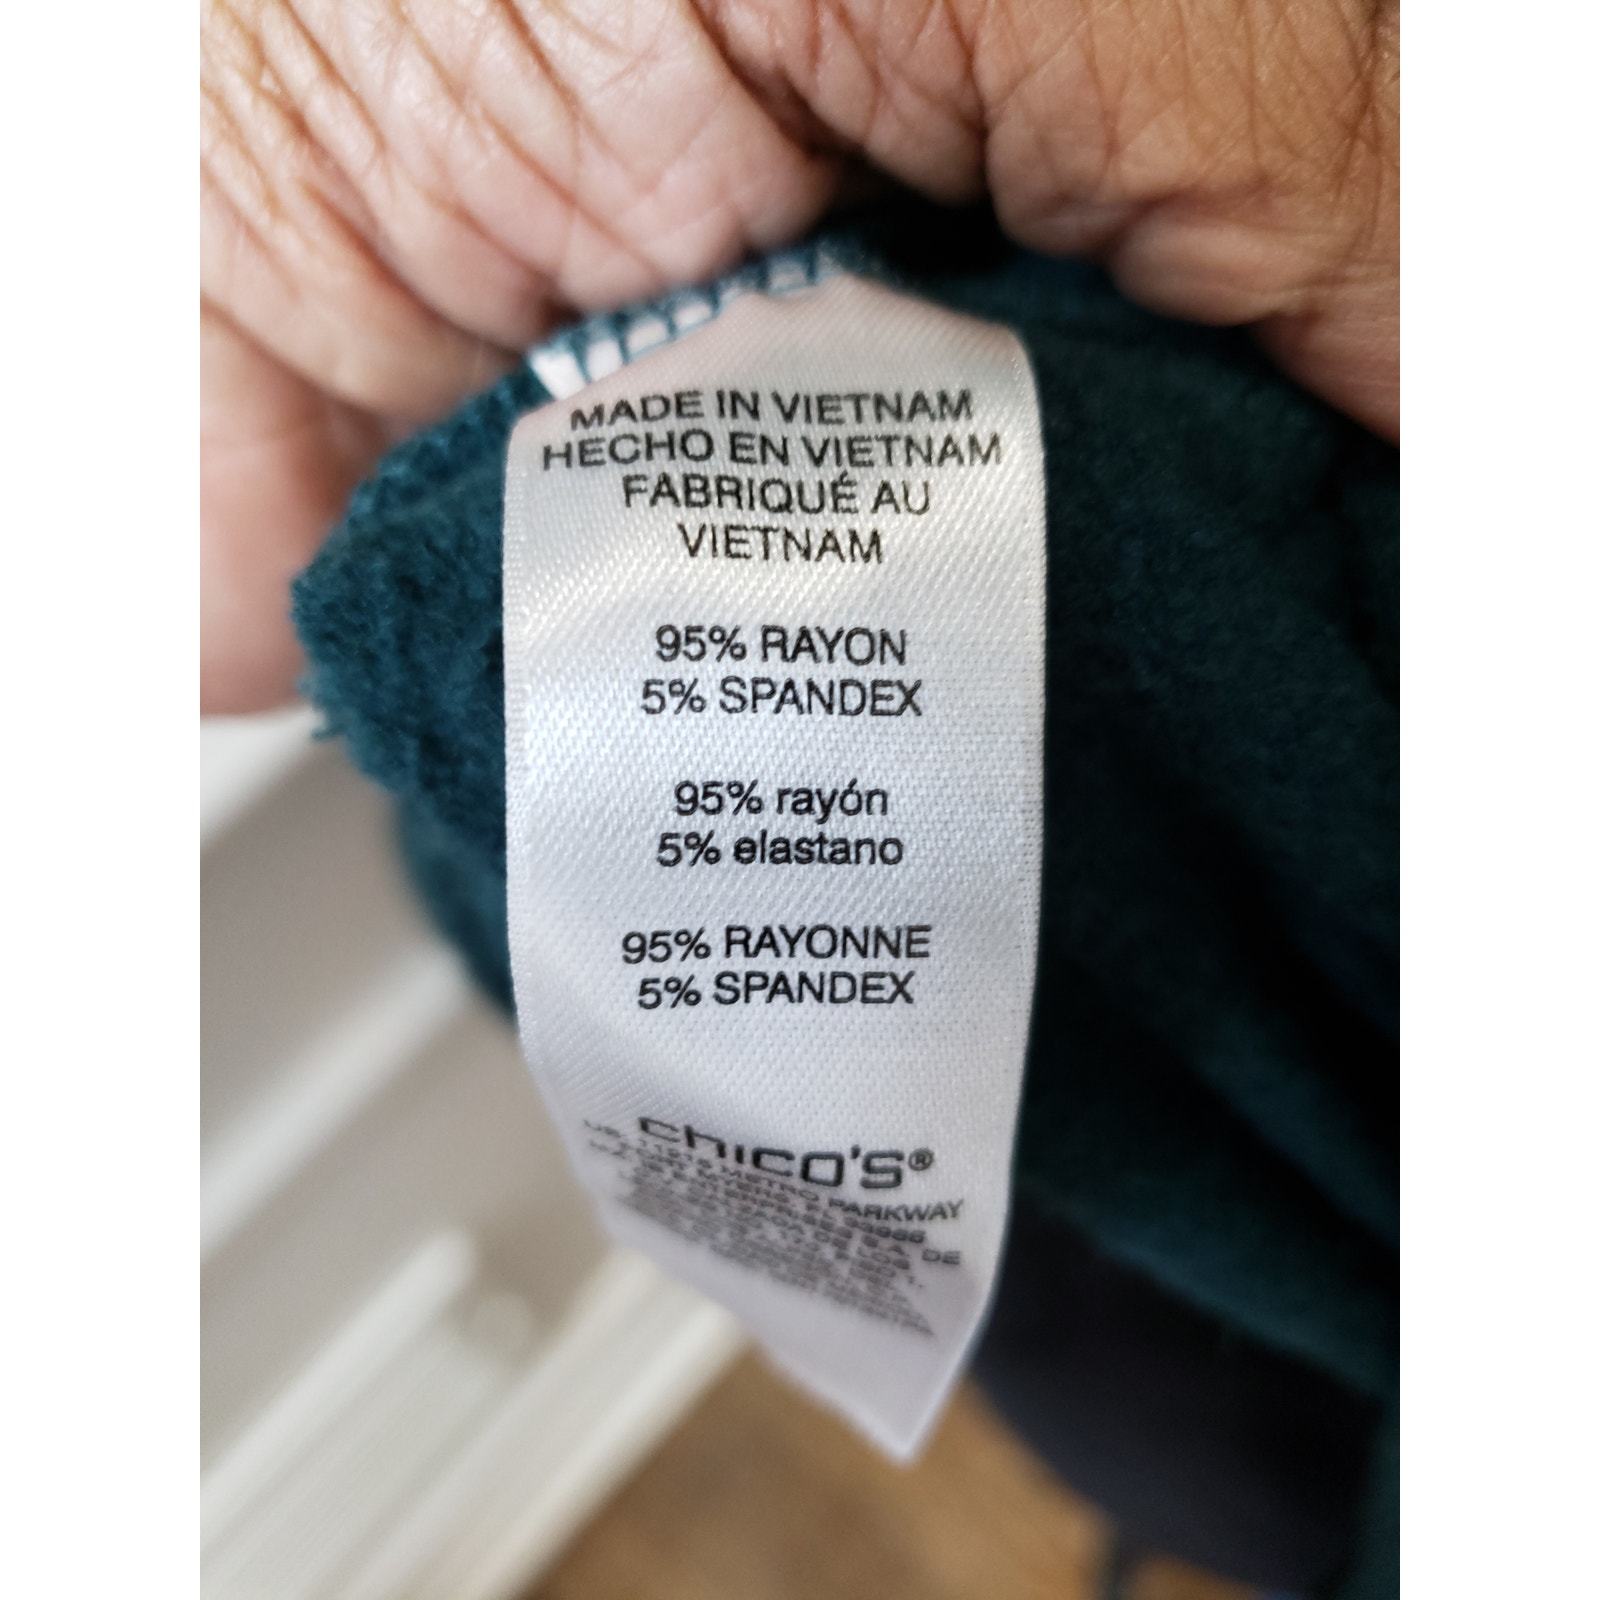 MADE IN VIETNAM
HECHO EN VIETNAM
FABRIQUÉ AU
VIETNAM
95% RAYON
5% SPANDEX
95% rayón
5% elastano
95% RAYONNE
5% SPANDEX
chico's®
METRO PARKWAY